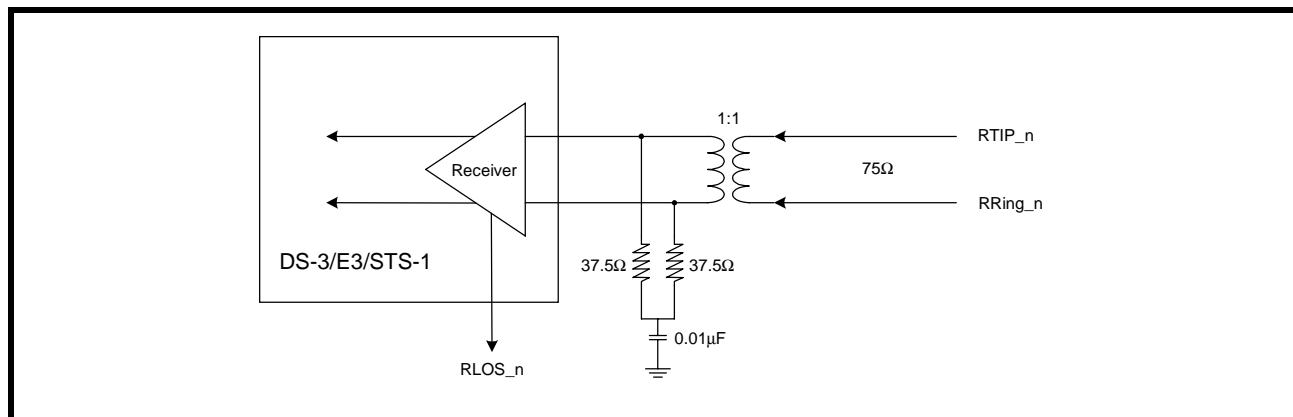 1:1
RTIP_n
Receiver
75Ω
RRing_n
DS-3/E3/STS-1
37.5Ω
37.5Ω
0.01μF
RLOS_n